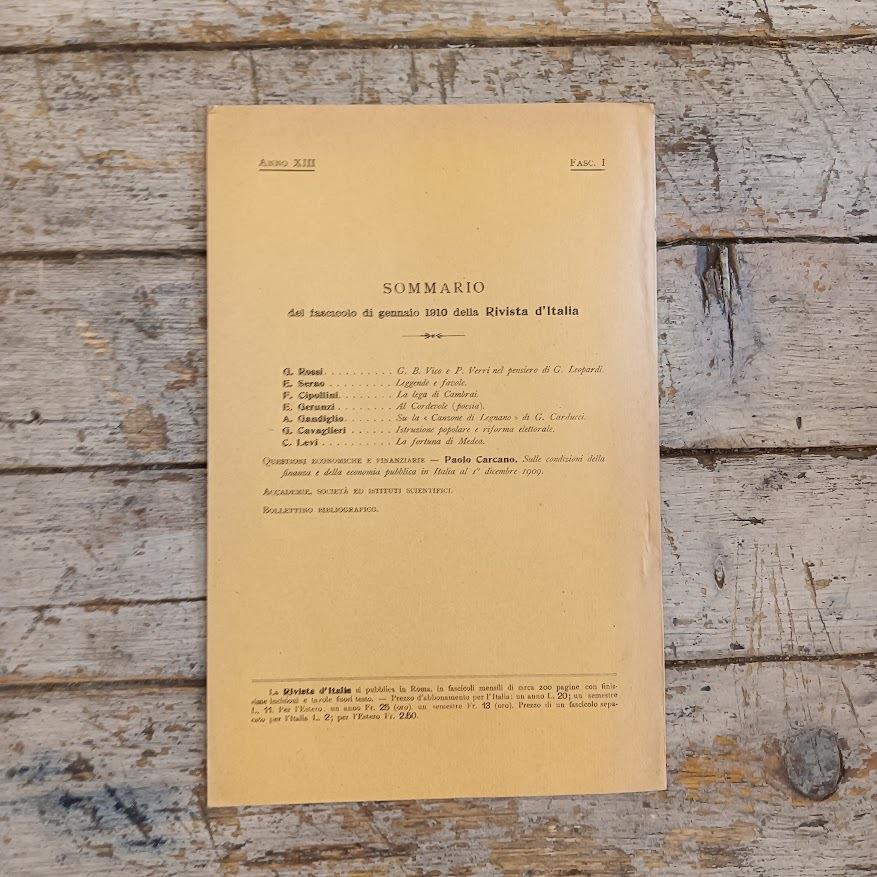 ANNO XIII
FASC. I
SOMMARIO
del fascicolo di gennaio 1910 della Rivista d'Italia
G. Rossi. . . . . . . . . . G. B. Vico e P. Verri nel pensiero di G. Leopardi.
E. Serao . . . . . . . . . Leggende e favole.
F. Cipollini. . . . . . . . La lega di Cambrai.
E. Gerunzi . . . . . . . . Al Cordevole (poesia).
A. Gandiglio. . . . . . . Su la « Canzone di Legnano » di G. Carducci.
G. Cavaglieri . . . . . . Istruzione popolare e riforma elettorale.
C. Levi . . . . . . . . . . La fortuna di Medea.
QUESTIONI ECONOMICHE E FINANZIARIE — Paolo Carcano. Sulle condizioni della
finanza e della economia pubblica in Italia al 1° dicembre 1909.
ACCADEMIE, SOCIETÀ ED ISTITUTI SCIENTIFICI.
BOLLETTINO BIBLIOGRAFICO.
La Rivista d'Italia si pubblica in Roma, in fascicoli mensili di circa 200 pagine con finis-
sime incisioni e tavole fuori testo. — Prezzo d'abbonamento per l'Italia: un anno L. 20; un semestre
L. 11. Per l'Estero: un anno Fr. 25 (oro), un semestre Fr. 13 (oro). Prezzo di un fascicolo sepa-
rato per l'Italia L. 2; per l'Estero Fr. 2.50.